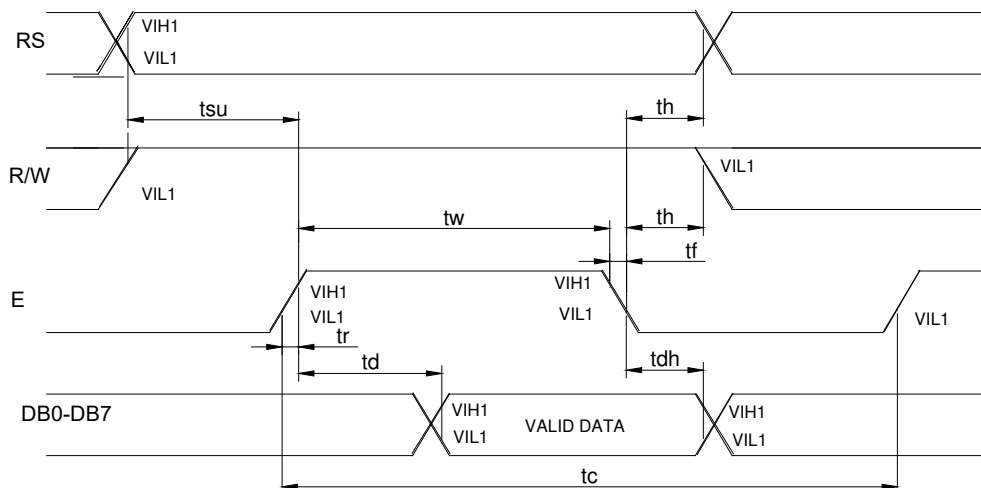 RS
VIH1
VIL1
tsu
th
R/W
VIL1
VIL1
tw
th
tf
E
VIH1
VIL1
VIH1
VIL1
VIL1
tr
td
tdh
DB0-DB7
VIH1
VIL1
VALID DATA
VIH1
VIL1
tc